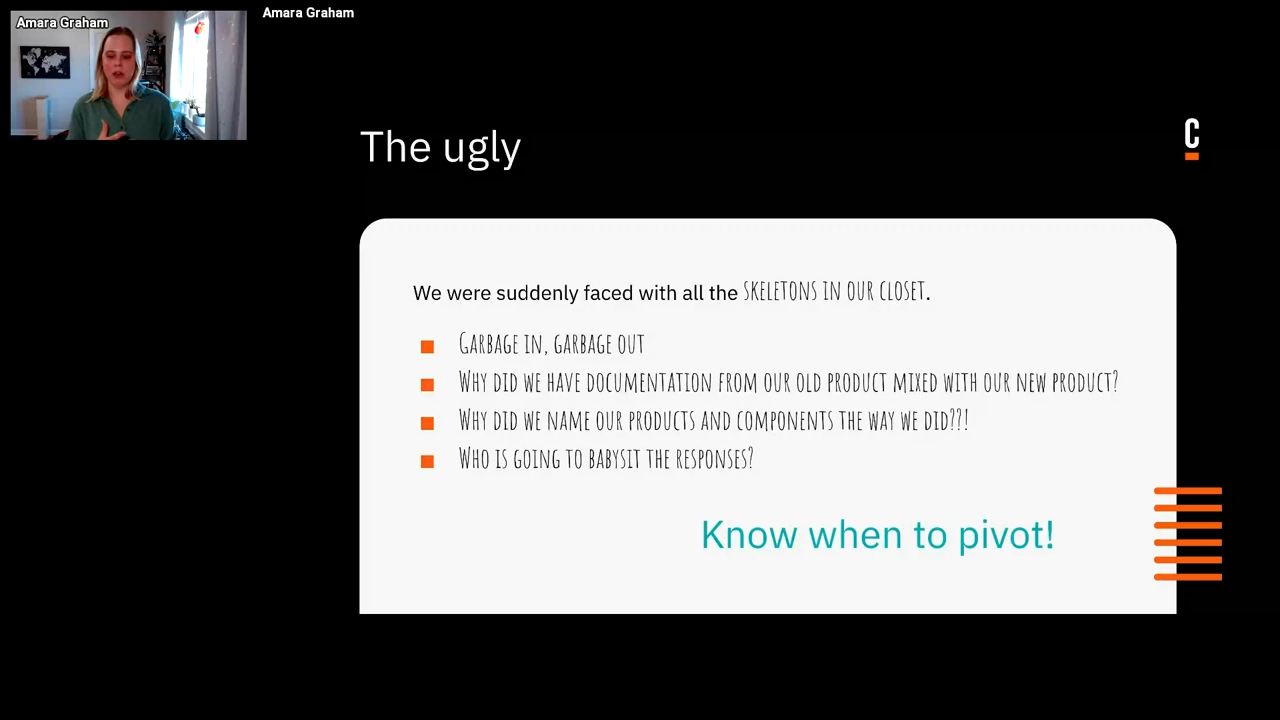 Amara Graham
Amara Graham
The ugly
C
We were suddenly faced with all the SKELETONS IN OUR CLOSET.
GARBAGE IN, GARBAGE OUT
WHY DID WE HAVE DOCUMENTATION FROM OUR OLD PRODUCT MIXED WITH OUR NEW PRODUCT?
WHY DID WE NAME OUR PRODUCTS AND COMPONENTS THE WAY WE DID??!
WHO IS GOING TO BABYSIT THE RESPONSES?
Know when to pivot!